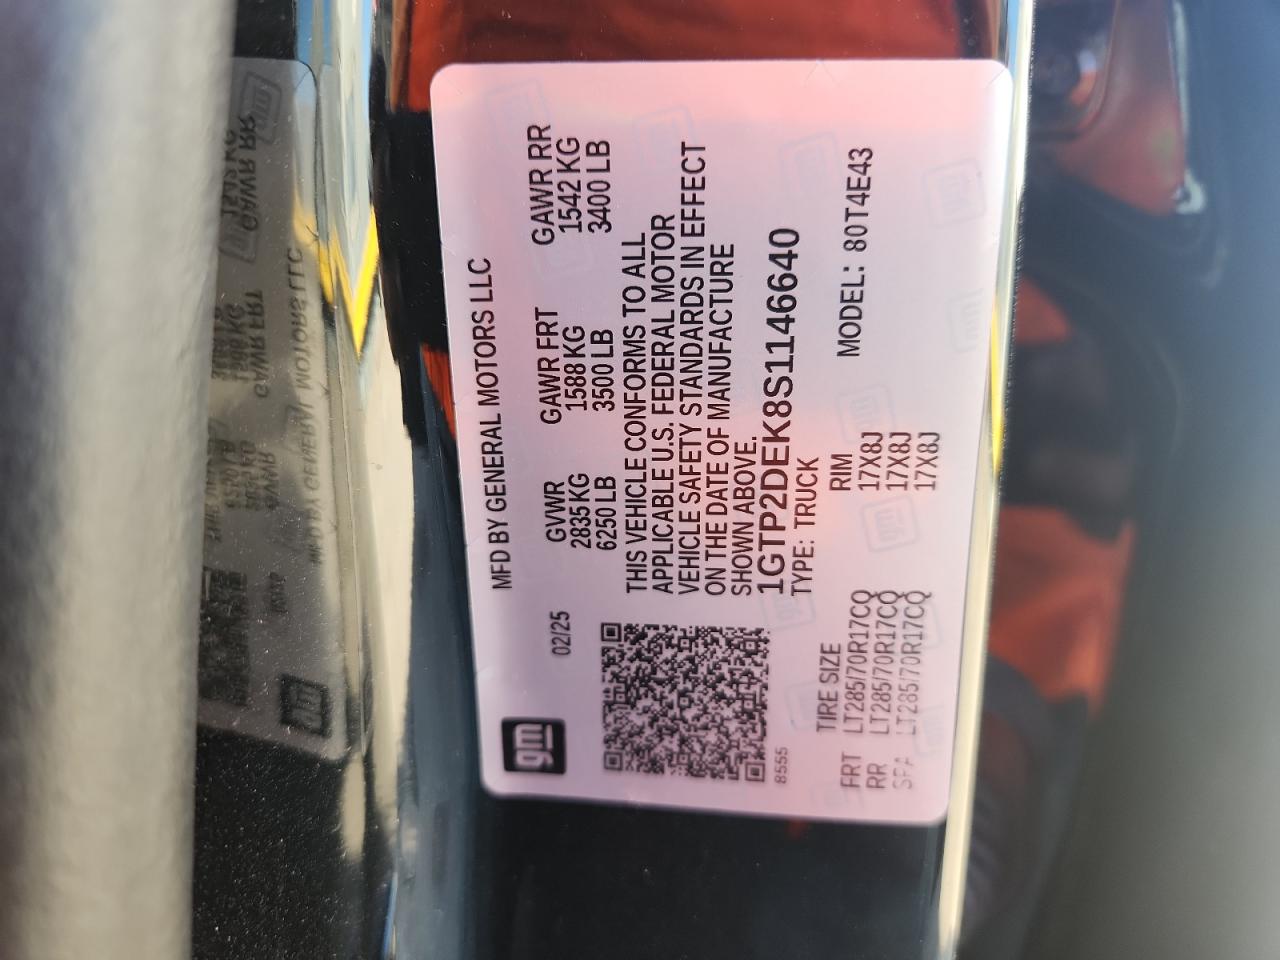 gm
MFD BY GENERAL MOTORS LLC
02/25
GVWR GAWR FRT GAWR RR
2835 KG 1588 KG 1542 KG
6250 LB 3500 LB 3400 LB
THIS VEHICLE CONFORMS TO ALL
APPLICABLE U.S. FEDERAL MOTOR
VEHICLE SAFETY STANDARDS IN EFFECT
ON THE DATE OF MANUFACTURE
SHOWN ABOVE.
1GTP2DEK8S1146640
8555
TYPE: TRUCK
MODEL: 80T4E43
TIRE SIZE RIM
FRT LT285/70R17CQ 17X8J
RR LT285/70R17CQ 17X8J
SPA LT285/70R17CQ 17X8J